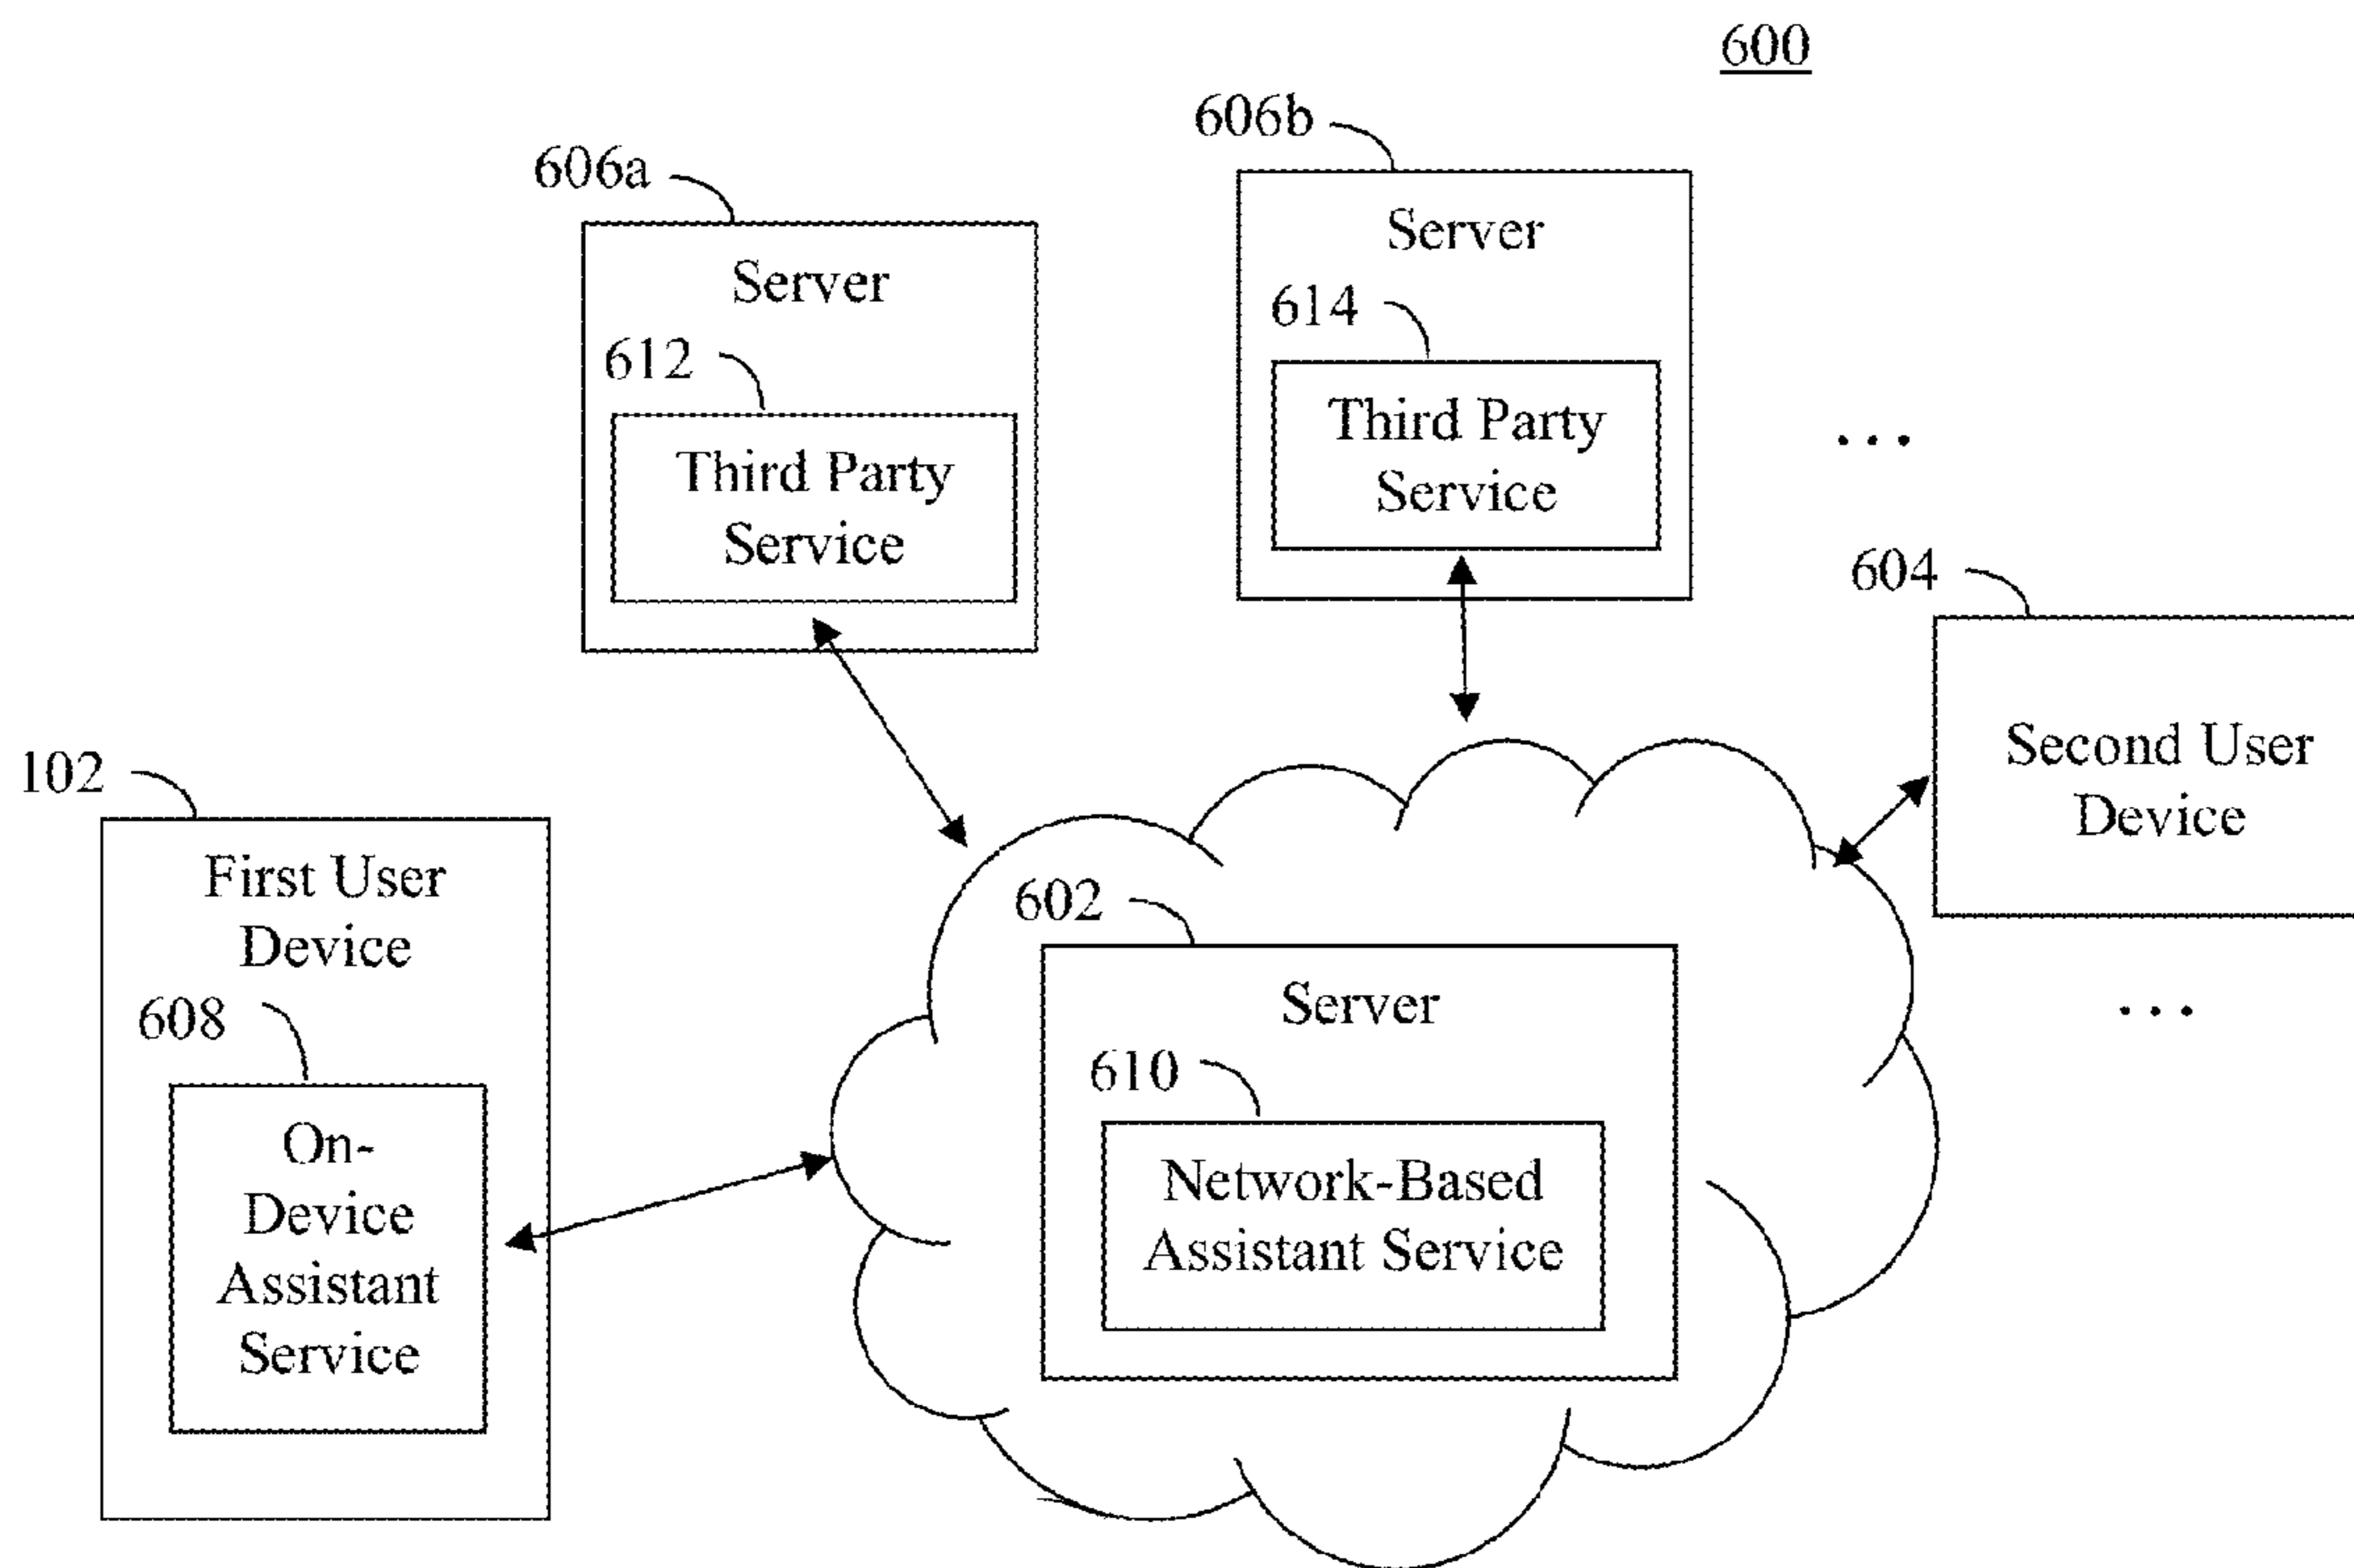 600
606b
606a
Server
Server
614
612
Third Party
Service
Third Party
Service
...
604
Second User
Device
102
First User
Device
602
Server
608
610
On-
Device
Assistant
Service
Network-Based
Assistant Service
...